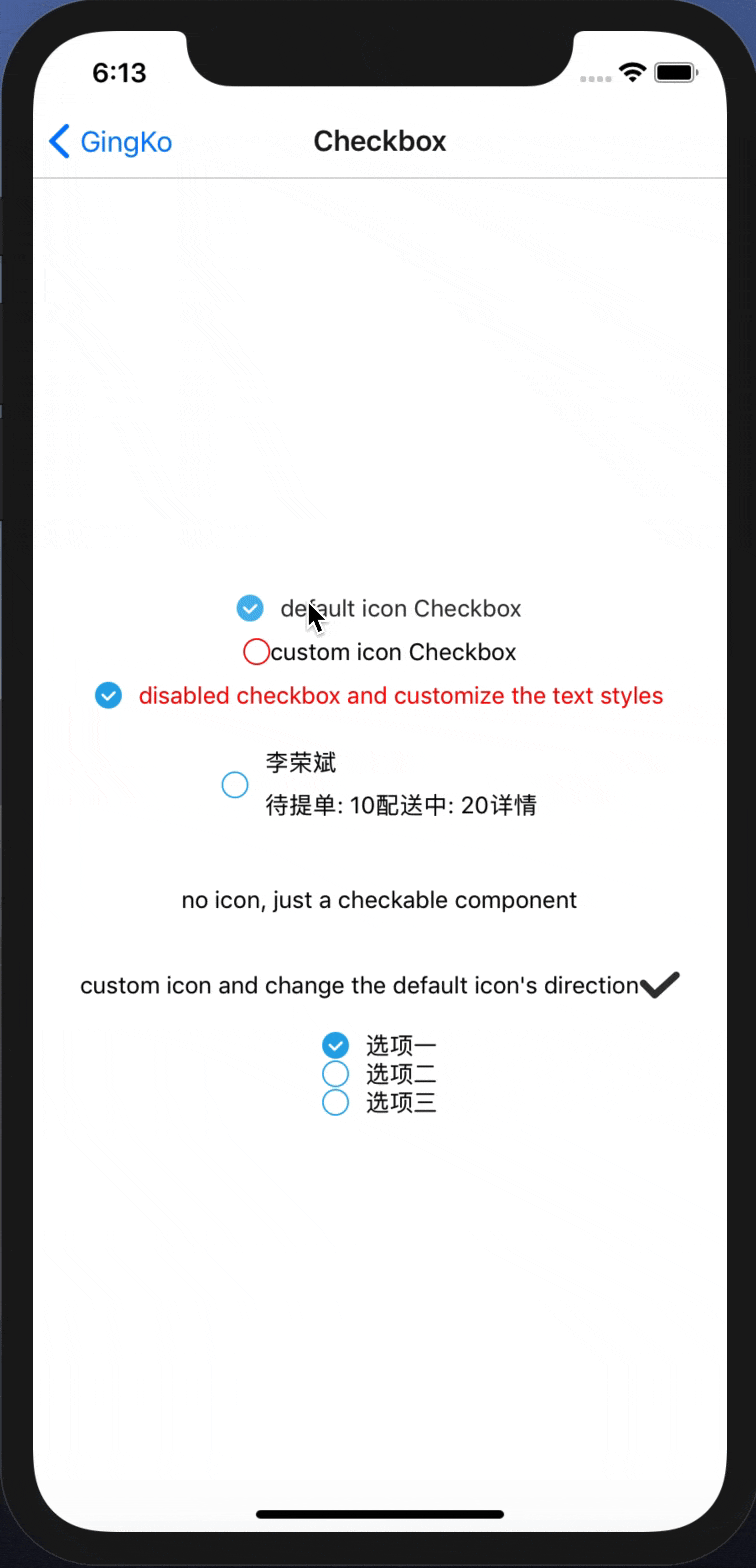 6:13
GingKo
Checkbox
default icon Checkbox
custom icon Checkbox
disabled checkbox and customize the text styles
李荣斌
待提单: 10配送中: 20详情
no icon, just a checkable component
custom icon and change the default icon's direction
选项一
选项二
选项三